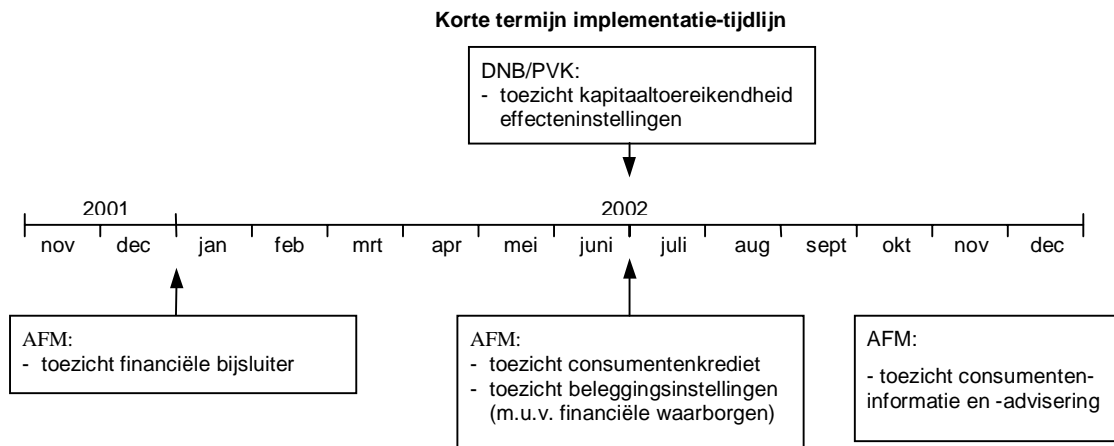 Korte termijn implementatie-tijdlijn
DNB/PVK:
- toezicht kapitaaltoereikendheid
effecteninstellingen
2001 2002
nov dec jan feb mrt apr mei juni juli aug sept okt nov dec
AFM:
- toezicht financiële bijsluiter
AFM:
- toezicht consumentenkrediet
- toezicht beleggingsinstellingen
(m.u.v. financiële waarborgen)
AFM:
- toezicht consumenten-
informatie en -advisering